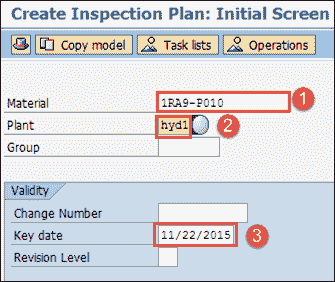 Create Inspection Plan: Initial Screen
Copy model Task lists Operations
Material 1RA9-P010 1
Plant hyd1 2
Group
Validity
Change Number
Key date 11/22/2015 3
Revision Level